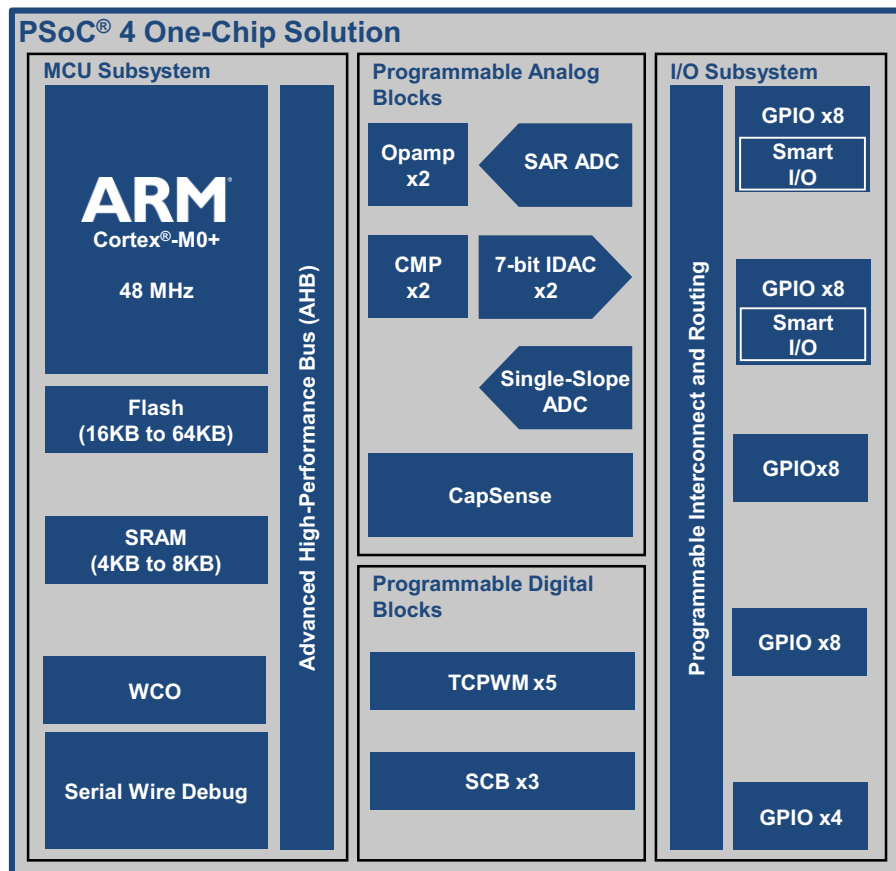 PSoC® 4 One-Chip Solution
MCU Subsystem
ARM®
Cortex®-M0+
48 MHz
Flash
(16KB to 64KB)
SRAM
(4KB to 8KB)
WCO
Serial Wire Debug
Advanced High-Performance Bus (AHB)
Programmable Analog
Blocks
Opamp
x2
SAR ADC
CMP
x2
7-bit IDAC
x2
Single-Slope
ADC
CapSense
Programmable Digital
Blocks
TCPWM x5
SCB x3
I/O Subsystem
Programmable Interconnect and Routing
GPIO x8
Smart
I/O
GPIO x8
Smart
I/O
GPIOx8
GPIO x8
GPIO x4